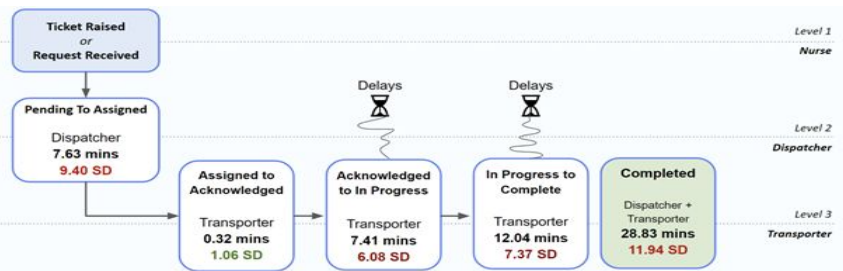 Ticket Raised
or
Request Received
Level 1
Nurse
Pending To Assigned
Dispatcher
7.63 mins
9.40 SD
Delays
Delays
Level 2
Dispatcher
Assigned to
Acknowledged
Transporter
0.32 mins
1.06 SD
Acknowledged
to In Progress
Transporter
7.41 mins
6.08 SD
In Progress to
Complete
Transporter
12.04 mins
7.37 SD
Completed
Dispatcher +
Transporter
28.83 mins
11.94 SD
Level 3
Transporter